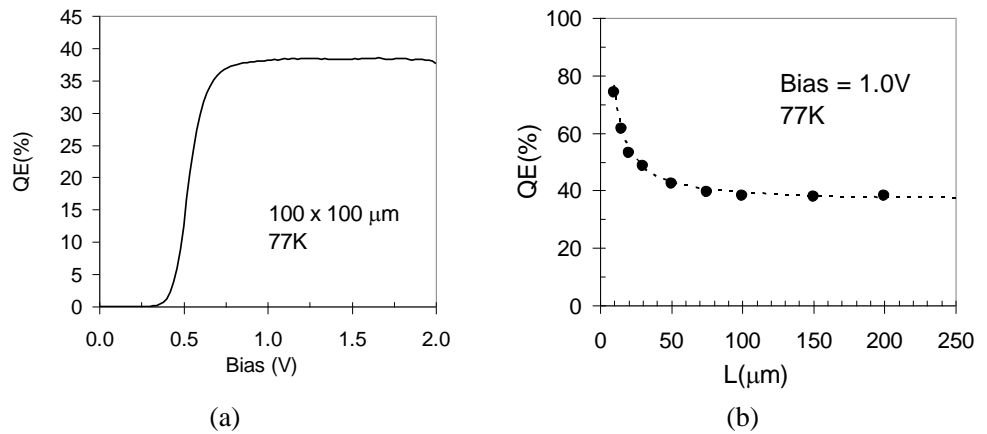 45
40
35
30
25
20
15
10
5
0
QE(%)
100 x 100 μm
77K
0.0 0.5 1.0 1.5 2.0
Bias (V)
(a)
100
80
60
40
20
0
QE(%)
Bias = 1.0V
77K
0 50 100 150 200 250
L(μm)
(b)